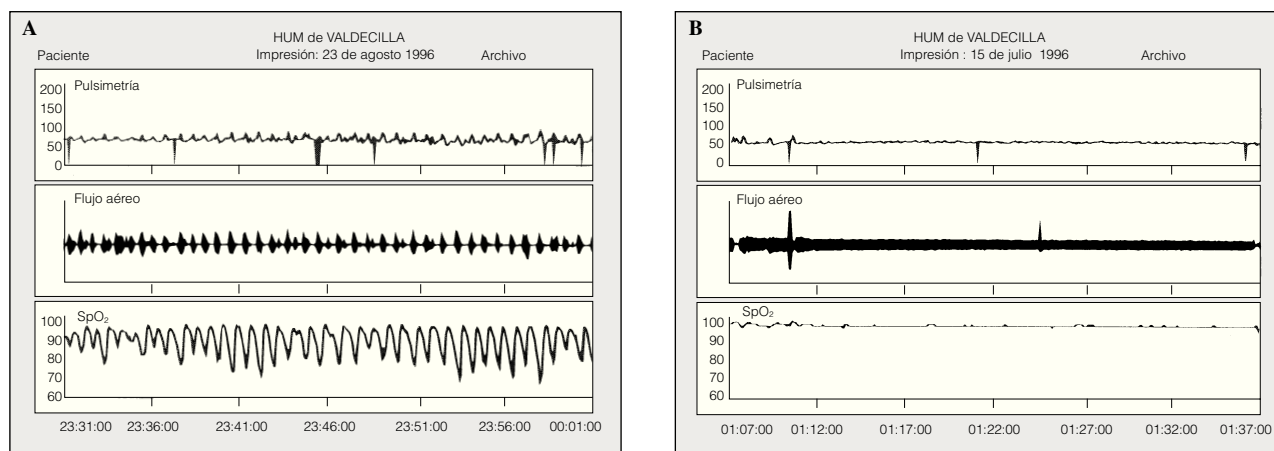 A
HUM de VALDECILLA
Paciente Impresión: 23 de agosto 1996 Archivo
Pulsimetría
200
150
100
50
0
Flujo aéreo
SpO₂
100
90
80
70
60
23:31:00 23:36:00 23:41:00 23:46:00 23:51:00 23:56:00 00:01:00
B
HUM de VALDECILLA
Paciente Impresión : 15 de julio 1996 Archivo
Pulsimetría
200
150
100
50
0
Flujo aéreo
SpO₂
100
90
80
70
60
01:07:00 01:12:00 01:17:00 01:22:00 01:27:00 01:32:00 01:37:00